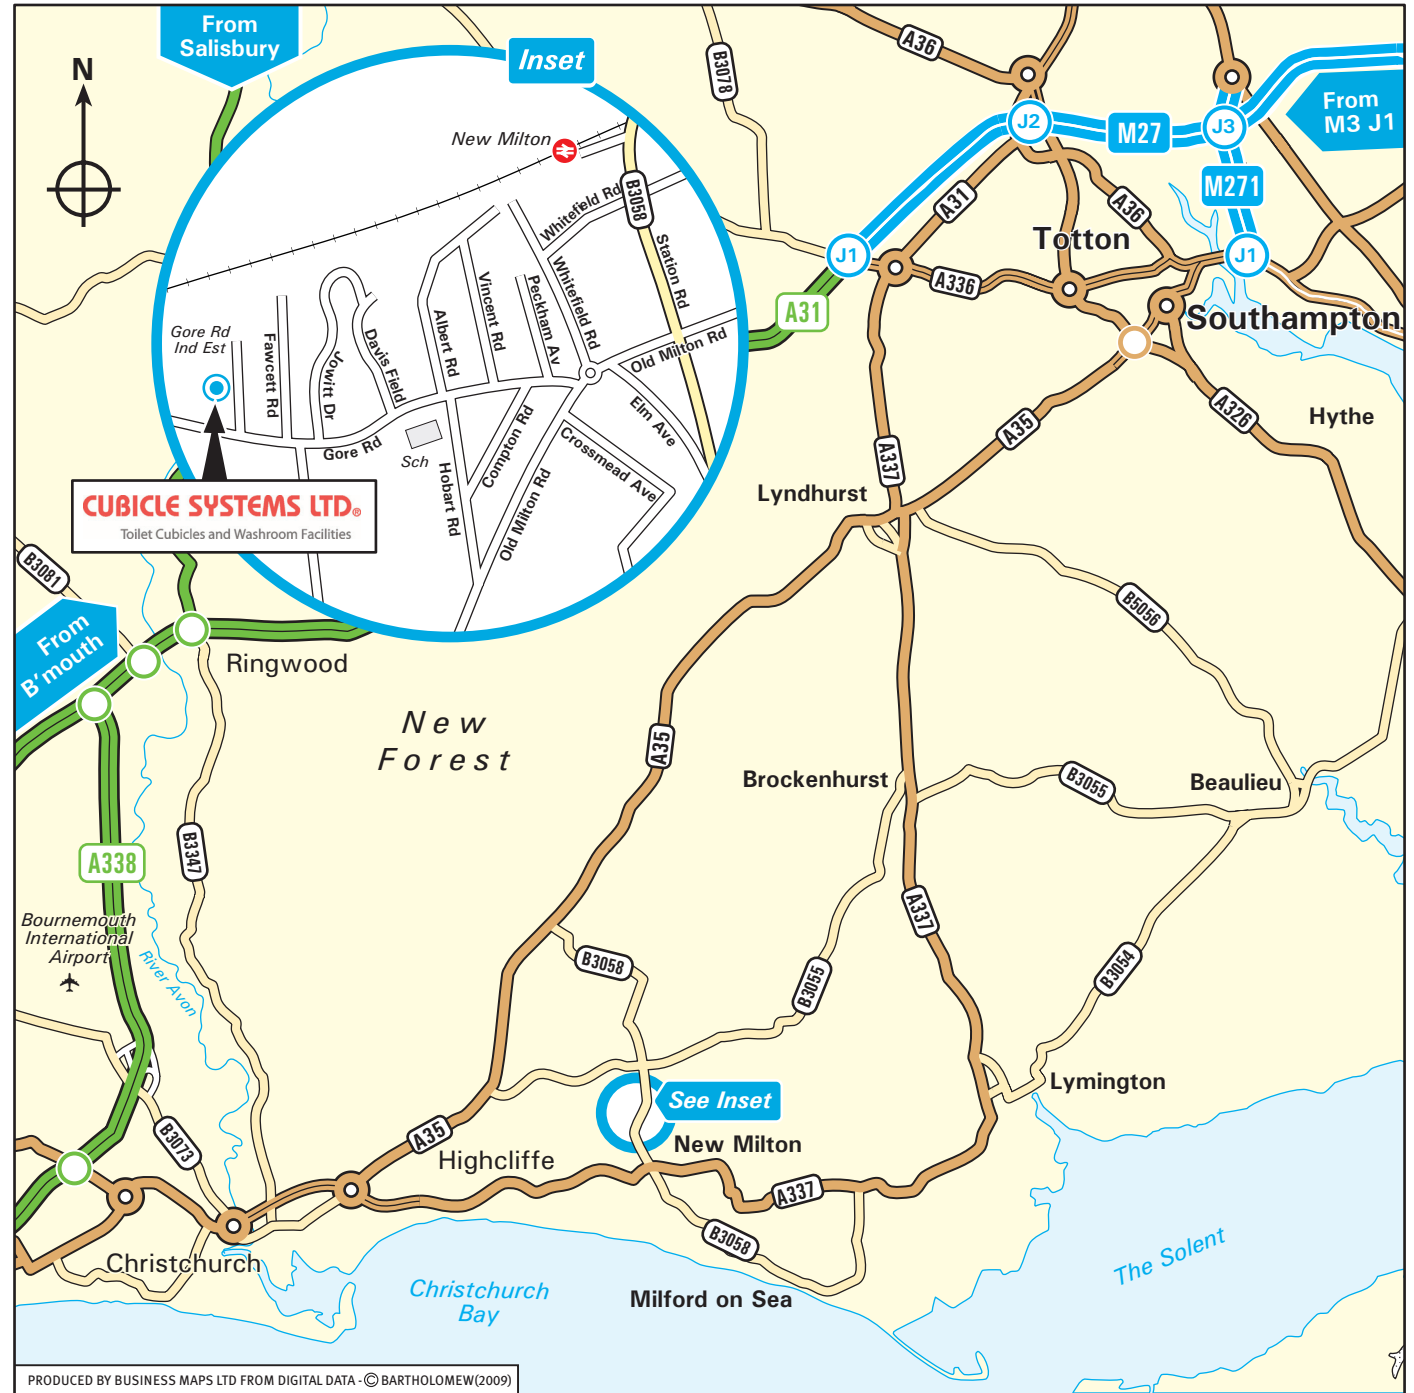 From
Salisbury
Inset
N
New Milton
B3078
A36
J2
M27
J3
From
M3 J1
M271
A31
A36
Totton
J1
A336
J1
A31
Southampton
Whitefield Rd
B3058
Station Rd
Whitefield Rd
Peckham Av
Vincent Rd
Albert Rd
Old Milton Rd
Gore Rd
Ind Est
Fawcett Rd
Jowitt Dr
Davis Field
Elm Ave
Compton Rd
Crossmead Ave
Gore Rd
Sch
Hobart Rd
Old Milton Rd
CUBICLE SYSTEMS LTD®
Toilet Cubicles and Washroom Facilities
A326
Hythe
A35
A337
Lyndhurst
B3081
From
B'mouth
Ringwood
B5056
New
Forest
A35
Brockenhurst
B3055
Beaulieu
B3347
A338
Bournemouth
International
Airport
River Avon
A337
B3058
B3055
B3054
See Inset
Lymington
New Milton
B3073
A35
Highcliffe
A337
B3058
Christchurch
Christchurch
Bay
Milford on Sea
The Solent
PRODUCED BY BUSINESS MAPS LTD FROM DIGITAL DATA - © BARTHOLOMEW(2009)